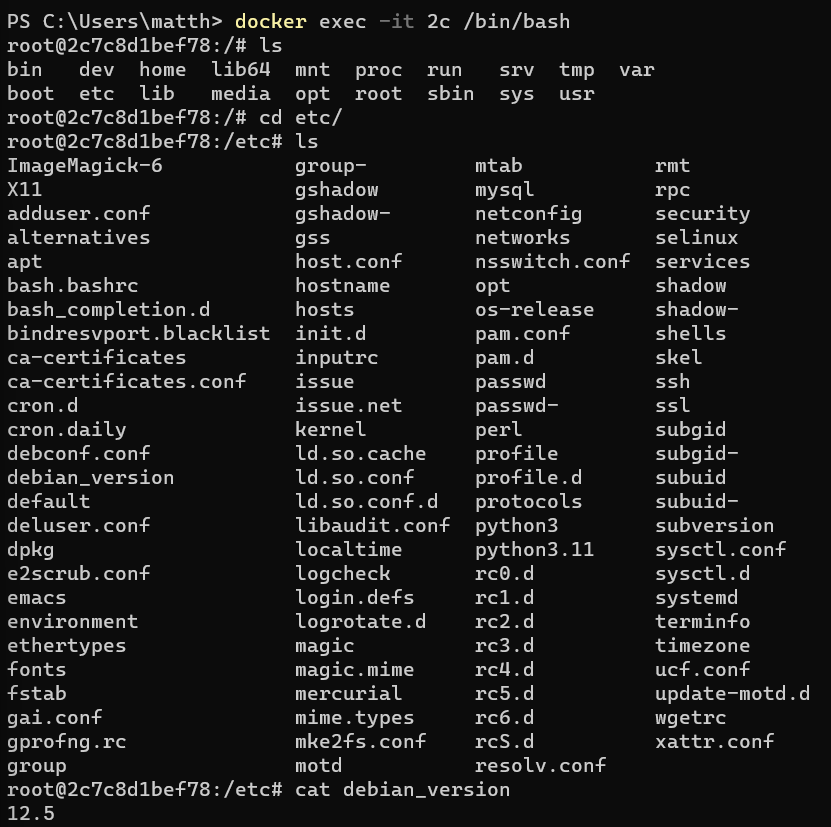 PS C:\Users\matth> docker exec -it 2c /bin/bash
root@2c7c8d1bef78:/# ls
bin   dev  home  lib64  mnt  proc  run   srv  tmp  var
boot  etc  lib   media  opt  root  sbin  sys  usr
root@2c7c8d1bef78:/# cd etc/
root@2c7c8d1bef78:/etc# ls
ImageMagick-6           group-         mtab           rmt
X11                     gshadow        mysql          rpc
adduser.conf            gshadow-       netconfig      security
alternatives            gss            networks       selinux
apt                     host.conf      nsswitch.conf  services
bash.bashrc             hostname       opt            shadow
bash_completion.d       hosts          os-release     shadow-
bindresvport.blacklist  init.d         pam.conf       shells
ca-certificates         inputrc        pam.d          skel
ca-certificates.conf    issue          passwd         ssh
cron.d                  issue.net      passwd-        ssl
cron.daily              kernel         perl           subgid
debconf.conf            ld.so.cache    profile        subgid-
debian_version          ld.so.conf     profile.d      subuid
default                 ld.so.conf.d   protocols      subuid-
deluser.conf            libaudit.conf  python3        subversion
dpkg                    localtime      python3.11     sysctl.conf
e2scrub.conf            logcheck       rc0.d          sysctl.d
emacs                   login.defs     rc1.d          systemd
environment             logrotate.d    rc2.d          terminfo
ethertypes              magic          rc3.d          timezone
fonts                   magic.mime     rc4.d          ucf.conf
fstab                   mercurial      rc5.d          update-motd.d
gai.conf                mime.types     rc6.d          wgetrc
gprofng.rc              mke2fs.conf    rcS.d          xattr.conf
group                   motd           resolv.conf
root@2c7c8d1bef78:/etc# cat debian_version
12.5